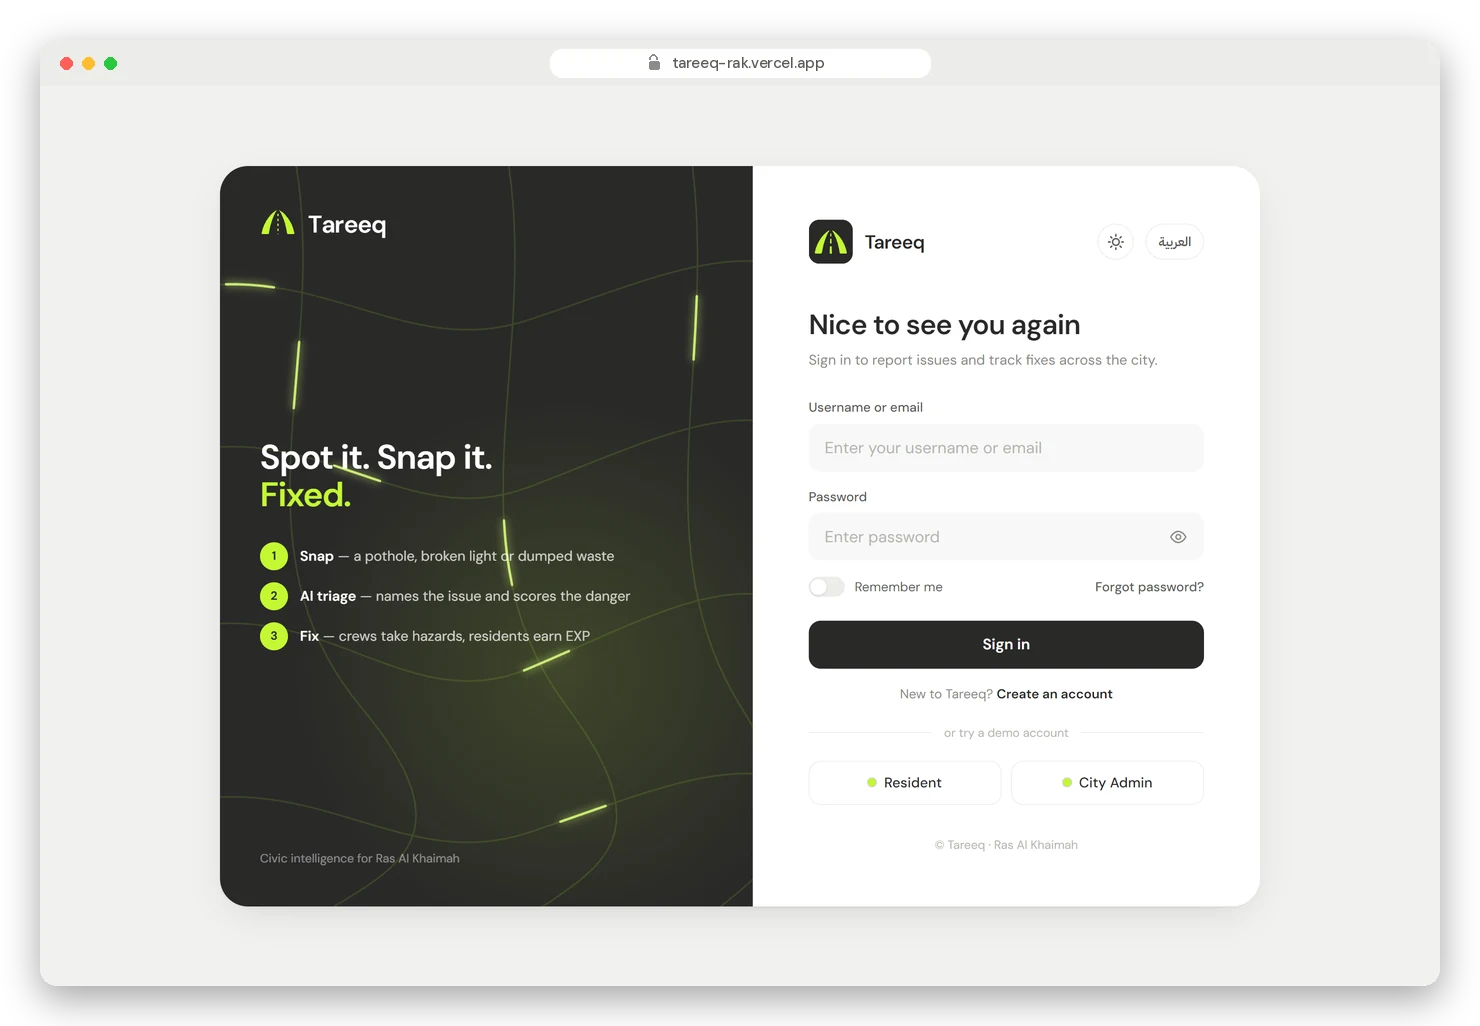 tareeq-rak.vercel.app
Tareeq
Spot it. Snap it.
Fixed.
1 Snap — a pothole, broken light or dumped waste
2 AI triage — names the issue and scores the danger
3 Fix — crews take hazards, residents earn EXP
Civic intelligence for Ras Al Khaimah
Tareeq
العربية
Nice to see you again
Sign in to report issues and track fixes across the city.
Username or email
Enter your username or email
Password
Enter password
Remember me
Forgot password?
Sign in
New to Tareeq? Create an account
or try a demo account
Resident
City Admin
© Tareeq · Ras Al Khaimah